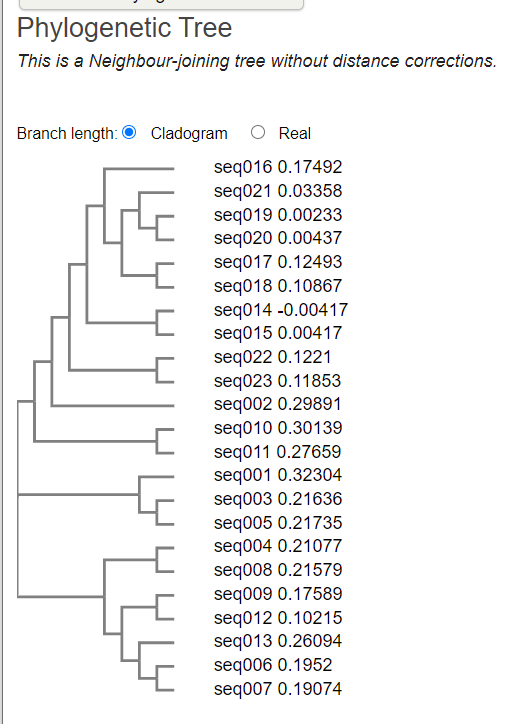 Phylogenetic Tree
This is a Neighbour-joining tree without distance corrections.
Branch length: Cladogram Real
seq016 0.17492
seq021 0.03358
seq019 0.00233
seq020 0.00437
seq017 0.12493
seq018 0.10867
seq014 -0.00417
seq015 0.00417
seq022 0.1221
seq023 0.11853
seq002 0.29891
seq010 0.30139
seq011 0.27659
seq001 0.32304
seq003 0.21636
seq005 0.21735
seq004 0.21077
seq008 0.21579
seq009 0.17589
seq012 0.10215
seq013 0.26094
seq006 0.1952
seq007 0.19074